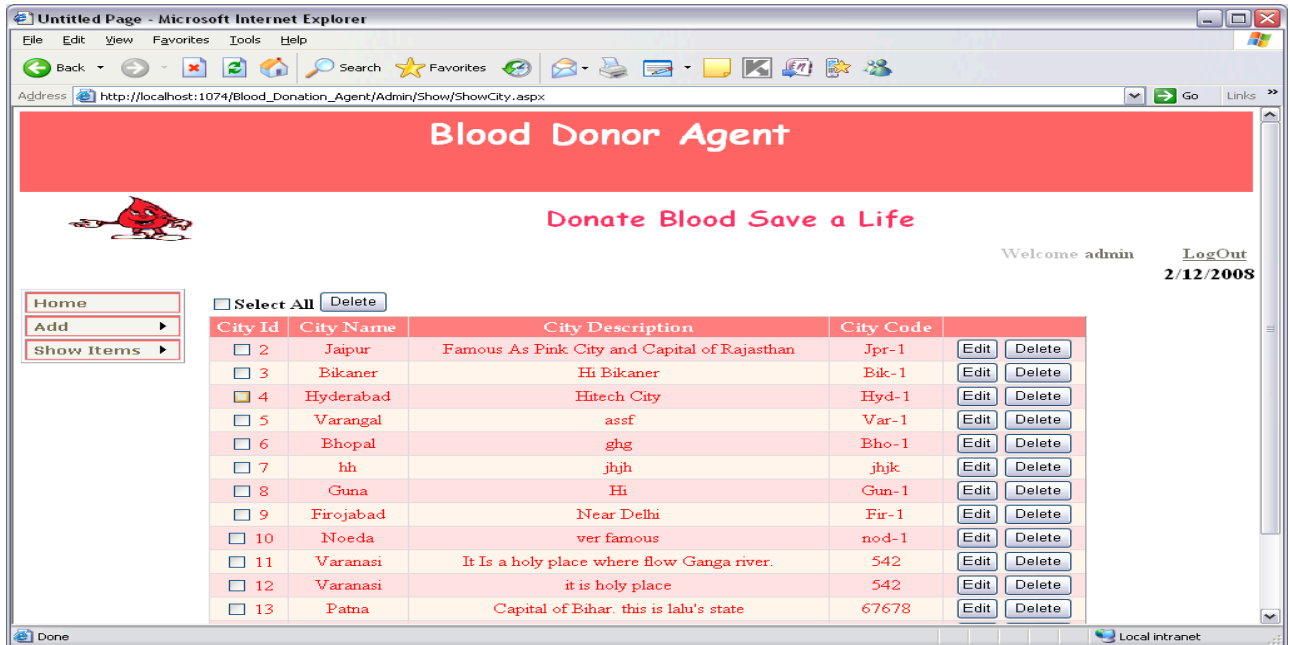 Untitled Page - Microsoft Internet Explorer
File Edit View Favorites Tools Help
Back Search Favorites
Address http://localhost:1074/Blood_Donation_Agent/Admin/Show/ShowCity.aspx Go Links »
Blood Donor Agent
Donate Blood Save a Life
Welcome admin LogOut
2/12/2008
Home
Add
Show Items
Select All Delete
City Id City Name City Description City Code
2 Jaipur Famous As Pink City and Capital of Rajasthan Jpr-1 Edit Delete
3 Bikaner Hi Bikaner Bik-1 Edit Delete
4 Hyderabad Hitech City Hyd-1 Edit Delete
5 Varangal assf Var-1 Edit Delete
6 Bhopal ghg Bho-1 Edit Delete
7 hh jhjh jhjk Edit Delete
8 Guna Hi Gun-1 Edit Delete
9 Firojabad Near Delhi Fir-1 Edit Delete
10 Noeda ver famous nod-1 Edit Delete
11 Varanasi It Is a holy place where flow Ganga river. 542 Edit Delete
12 Varanasi it is holy place 542 Edit Delete
13 Patna Capital of Bihar. this is lalu's state 67678 Edit Delete
Done Local intranet